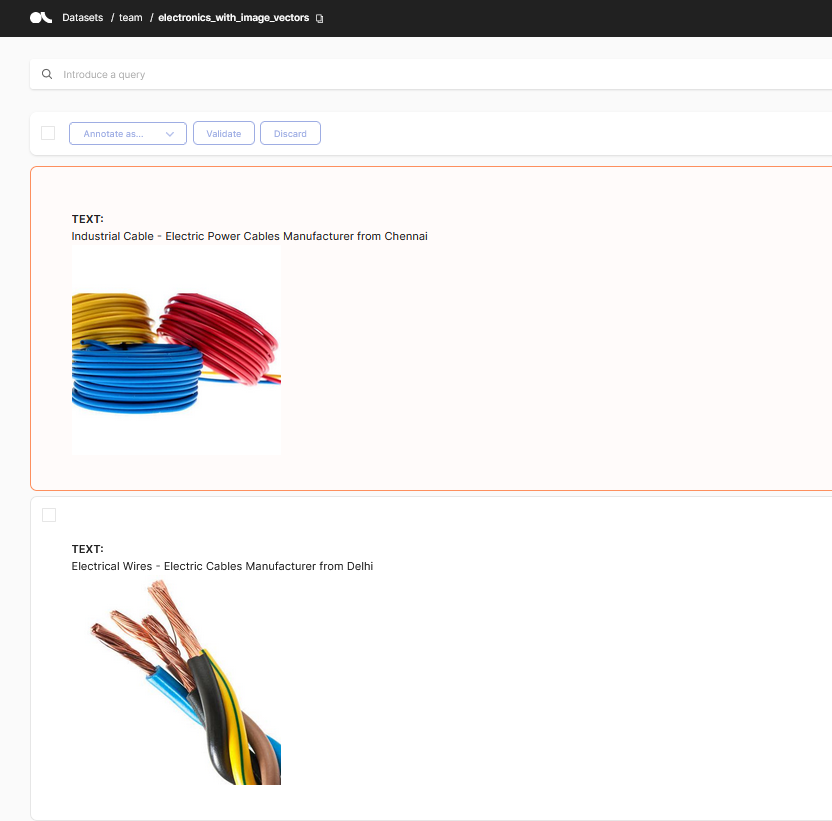 Datasets / team / electronics_with_image_vectors
Introduce a query
Annotate as... Validate Discard
TEXT:
Industrial Cable - Electric Power Cables Manufacturer from Chennai
TEXT:
Electrical Wires - Electric Cables Manufacturer from Delhi